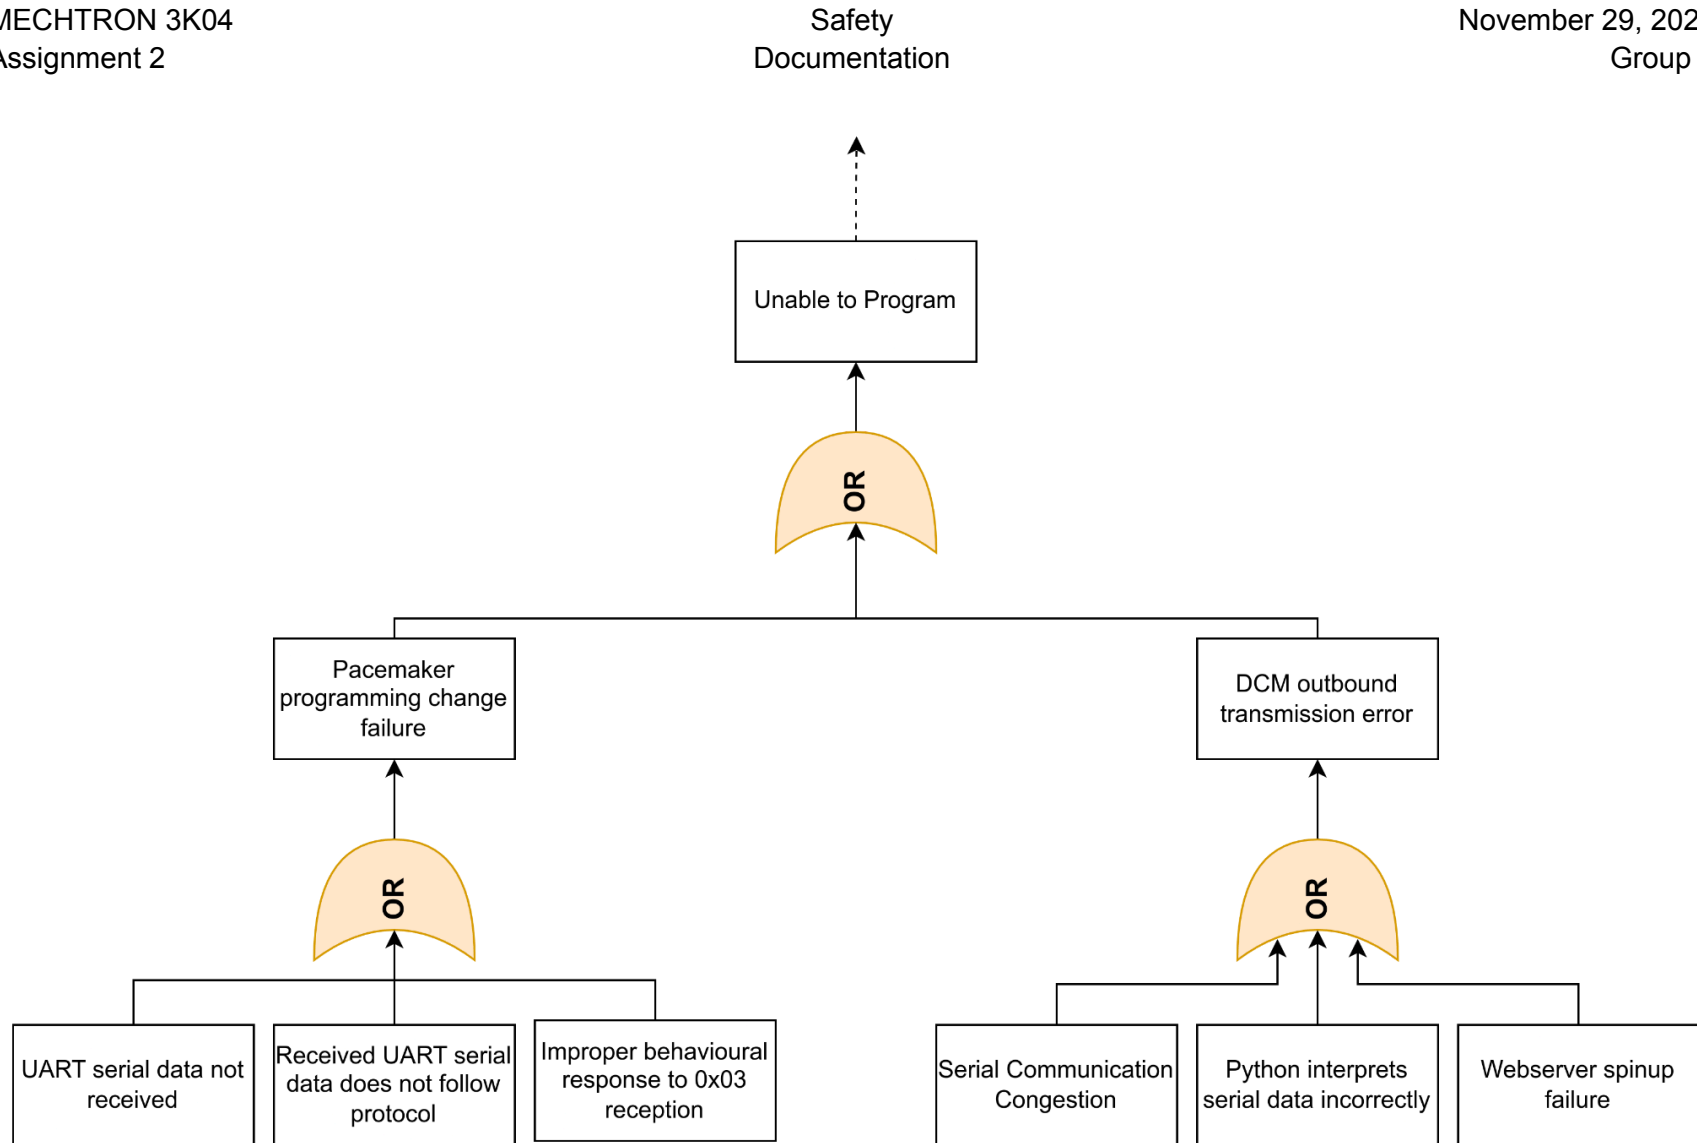 MECHTRON 3K04
Assignment 2
Safety
Documentation
November 29, 202
Group
Unable to Program
OR
Pacemaker
programming change
failure
DCM outbound
transmission error
OR
OR
UART serial data not
received
Received UART serial
data does not follow
protocol
Improper behavioural
response to 0x03
reception
Serial Communication
Congestion
Python interprets
serial data incorrectly
Webserver spinup
failure